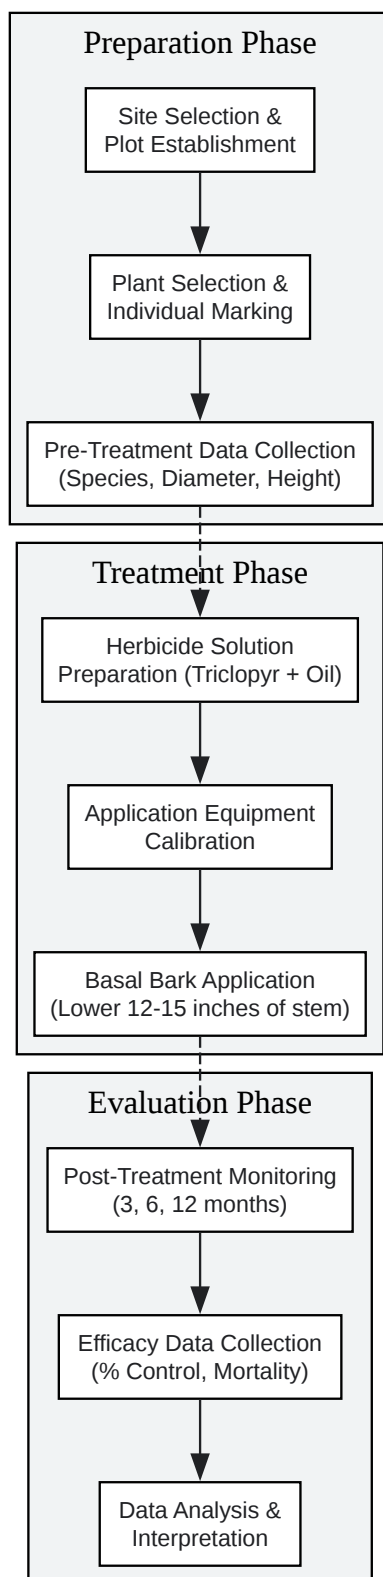 Preparation Phase
Site Selection &
Plot Establishment
Plant Selection &
Individual Marking
Pre-Treatment Data Collection
(Species, Diameter, Height)
Treatment Phase
Herbicide Solution
Preparation (Triclopyr + Oil)
Application Equipment
Calibration
Basal Bark Application
(Lower 12-15 inches of stem)
Evaluation Phase
Post-Treatment Monitoring
(3, 6, 12 months)
Efficacy Data Collection
(% Control, Mortality)
Data Analysis &
Interpretation